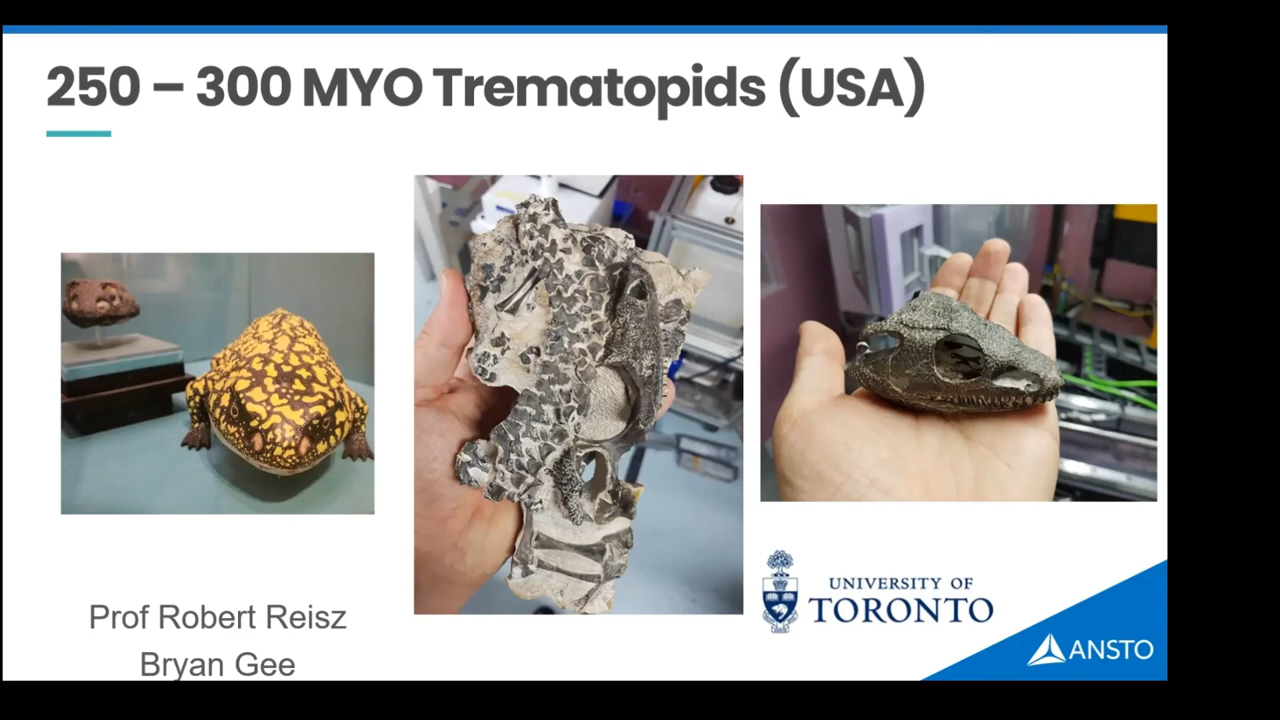 250 – 300 MYO Trematopids (USA)
Prof Robert Reisz
Bryan Gee
UNIVERSITY OF
TORONTO
ANSTO